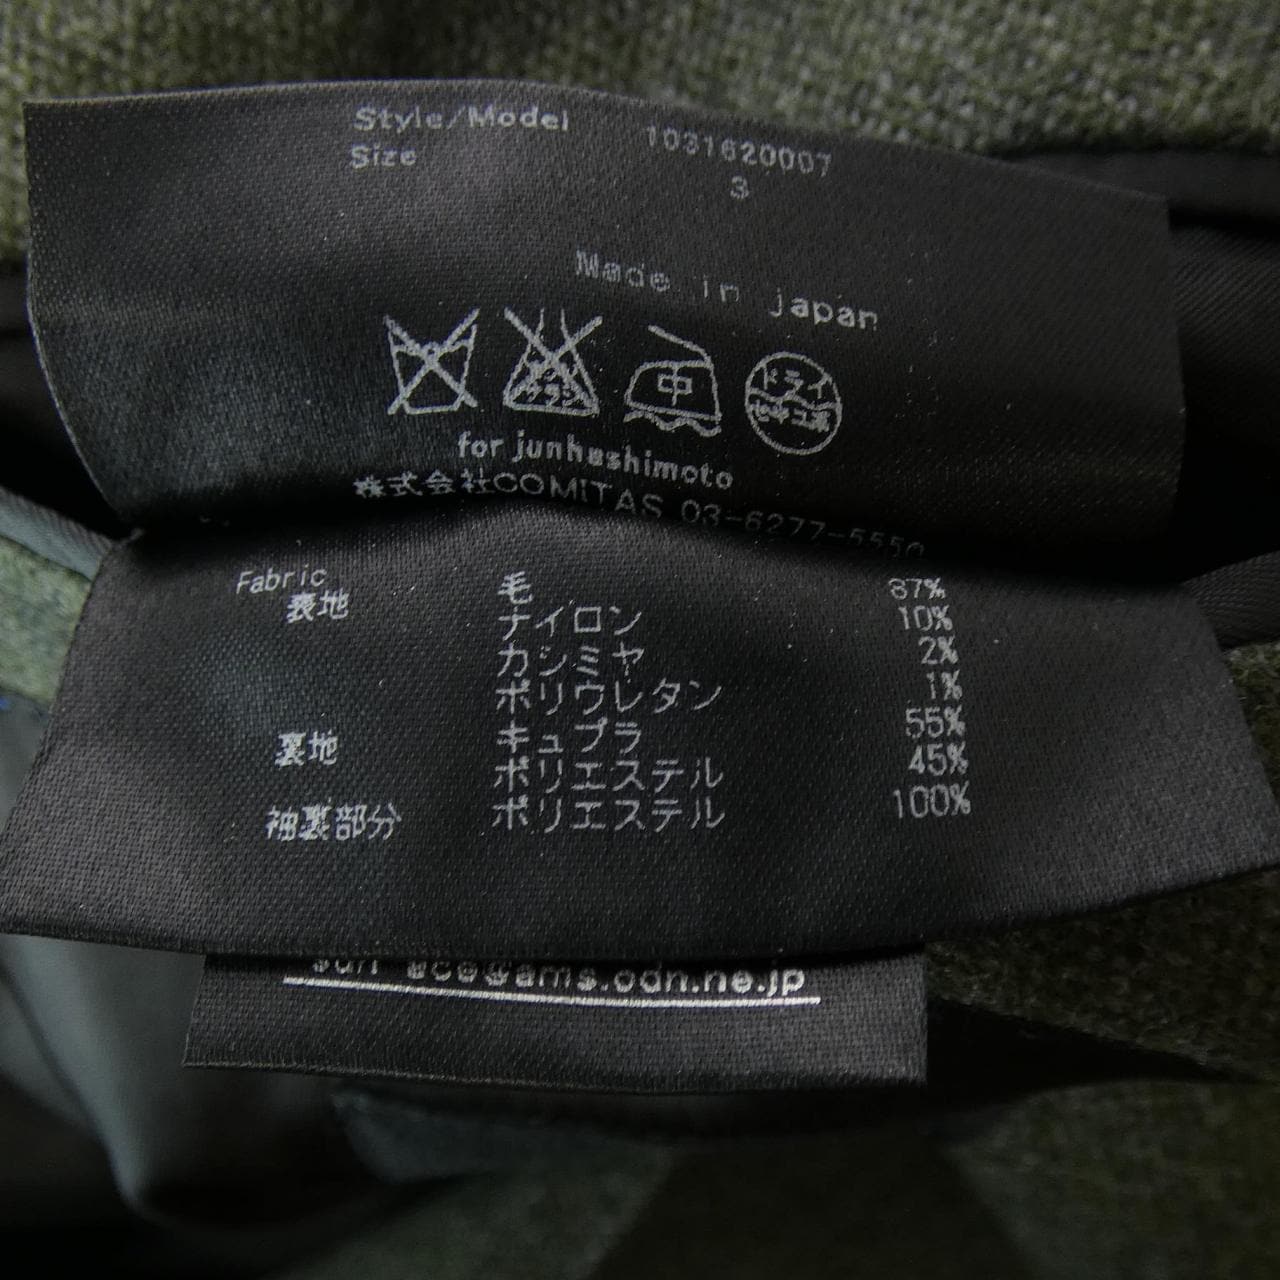 Style/Model 1031620007
Size 3
Made in japan
中
ドライ
for junhashimoto
株式会社COMITAS 03-6277-5550
Fabric
表地 毛 87%
ナイロン 10%
カシミヤ 2%
ポリウレタン 1%
裏地 キュプラ 55%
ポリエステル 45%
袖裏部分 ポリエステル 100%
ace@ams.odn.ne.jp